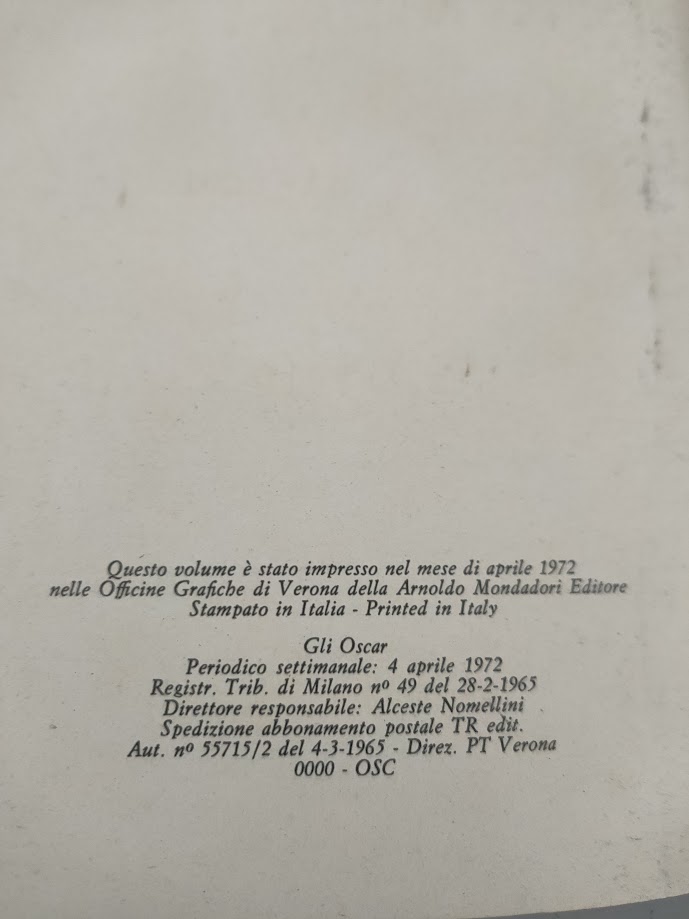 Questo volume è stato impresso nel mese di aprile 1972
nelle Officine Grafiche di Verona della Arnoldo Mondadori Editore
Stampato in Italia - Printed in Italy
Gli Oscar
Periodico settimanale: 4 aprile 1972
Registr. Trib. di Milano nº 49 del 28-2-1965
Direttore responsabile: Alceste Nomellini
Spedizione abbonamento postale TR edit.
Aut. nº 55715/2 del 4-3-1965 - Direz. PT Verona
0000 - OSC